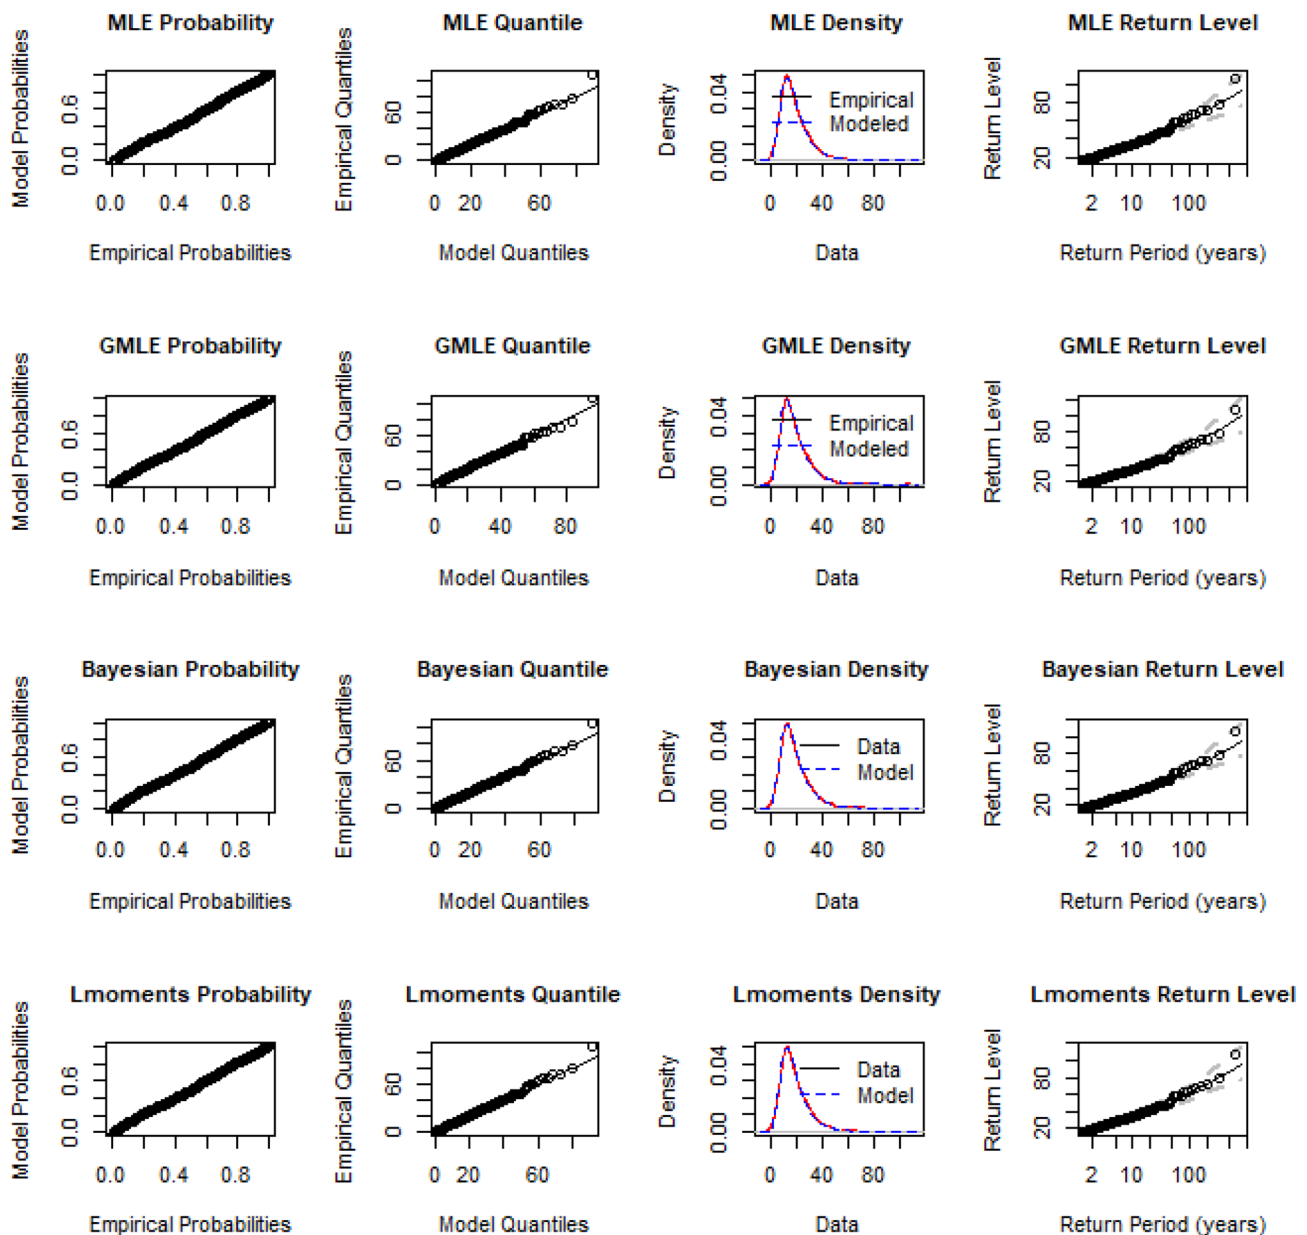 MLE Probability
Model Probabilities
0.0 0.6
0.0 0.4 0.8
Empirical Probabilities
MLE Quantile
Empirical Quantiles
0 60
0 20 60
Model Quantiles
MLE Density
Density
0.00 0.04
Empirical
Modeled
0 40 80
Data
MLE Return Level
Return Level
20 80
2 10 100
Return Period (years)
GMLE Probability
Model Probabilities
0.0 0.6
0.0 0.4 0.8
Empirical Probabilities
GMLE Quantile
Empirical Quantiles
0 60
0 40 80
Model Quantiles
GMLE Density
Density
0.00 0.04
Empirical
Modeled
0 40 80
Data
GMLE Return Level
Return Level
20 80
2 10 100
Return Period (years)
Bayesian Probability
Model Probabilities
0.0 0.6
0.0 0.4 0.8
Empirical Probabilities
Bayesian Quantile
Empirical Quantiles
0 60
0 20 60
Model Quantiles
Bayesian Density
Density
0.00 0.04
Data
Model
0 40 80
Data
Bayesian Return Level
Return Level
20 80
2 10 100
Return Period (years)
Lmoments Probability
Model Probabilities
0.0 0.6
0.0 0.4 0.8
Empirical Probabilities
Lmoments Quantile
Empirical Quantiles
0 60
0 20 60
Model Quantiles
Lmoments Density
Density
0.00 0.04
Data
Model
0 40 80
Data
Lmoments Return Level
Return Level
20 80
2 10 100
Return Period (years)